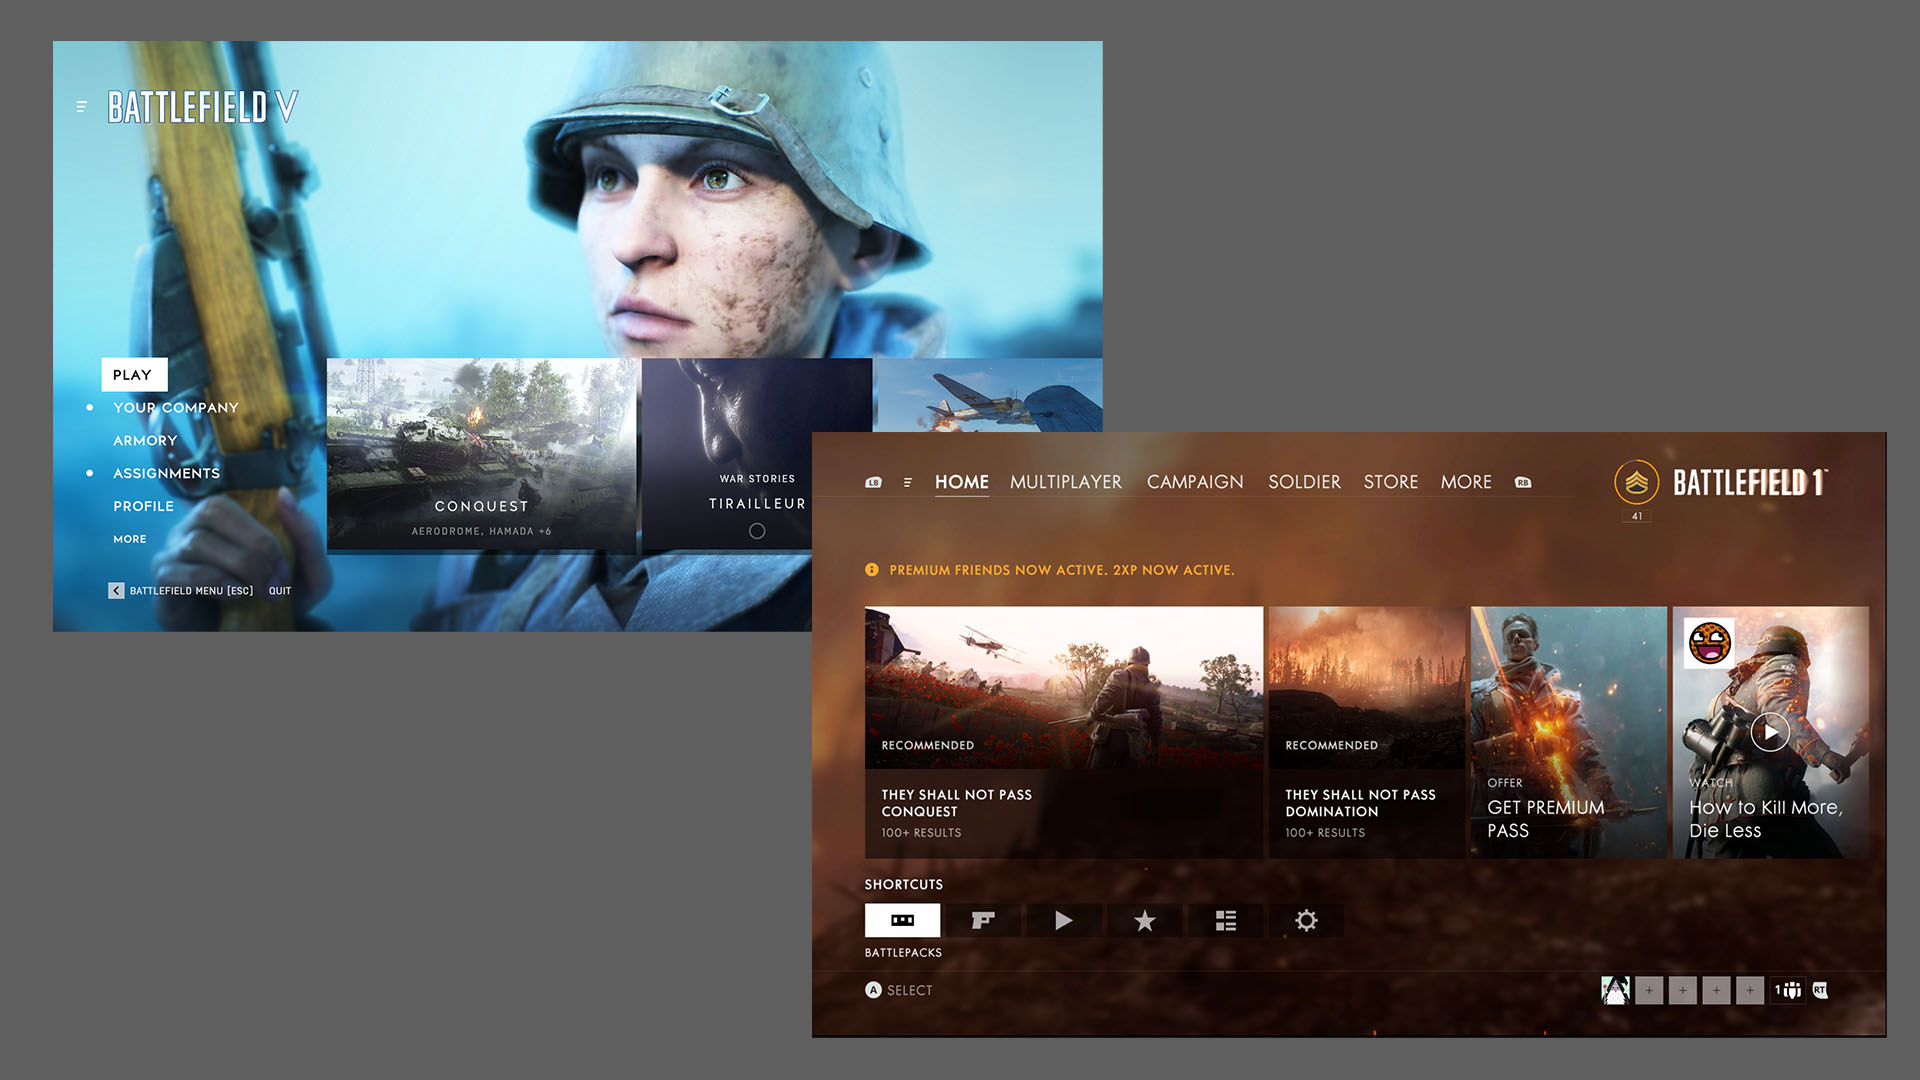 BATTLEFIELD V
PLAY
YOUR COMPANY
ARMORY
ASSIGNMENTS
PROFILE
MORE
CONQUEST
AERODROME, HAMADA +6
WAR STORIES
TIRAILLEUR
BATTLEFIELD MENU [ESC] QUIT
LB HOME MULTIPLAYER CAMPAIGN SOLDIER STORE MORE RB
41
BATTLEFIELD 1™
PREMIUM FRIENDS NOW ACTIVE. 2XP NOW ACTIVE.
RECOMMENDED
THEY SHALL NOT PASS
CONQUEST
100+ RESULTS
RECOMMENDED
THEY SHALL NOT PASS
DOMINATION
100+ RESULTS
OFFER
GET PREMIUM
PASS
WATCH
How to Kill More,
Die Less
SHORTCUTS
BATTLEPACKS
A SELECT
1 RT